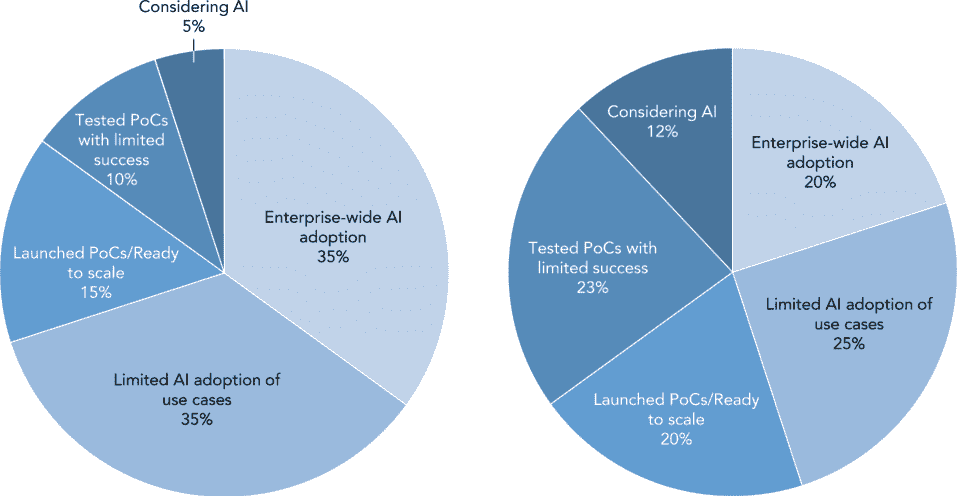 Considering AI
5%
Tested PoCs
with limited
success
10%
Launched PoCs/Ready
to scale
15%
Limited AI adoption of
use cases
35%
Enterprise-wide AI
adoption
35%
Considering AI
12%
Enterprise-wide AI
adoption
20%
Tested PoCs with
limited success
23%
Limited AI adoption of
use cases
25%
Launched PoCs/Ready
to scale
20%